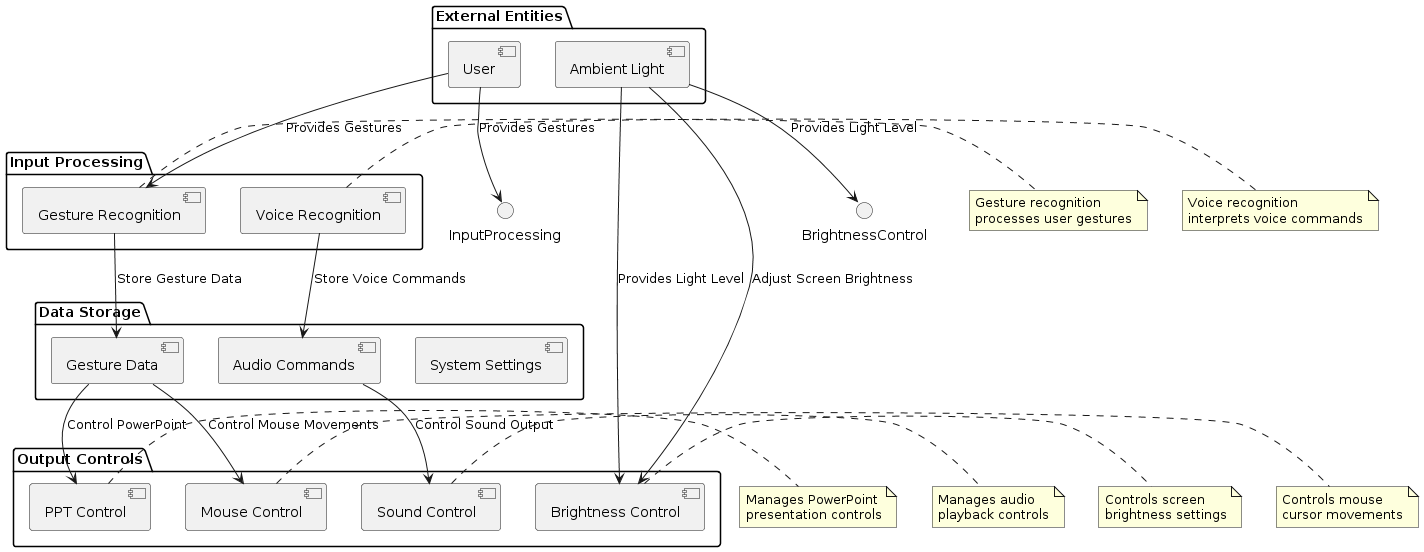 External Entities
User
Ambient Light
Provides Gestures
Provides Gestures
Provides Light Level
Input Processing
Gesture Recognition
Voice Recognition
InputProcessing
BrightnessControl
Gesture recognition
processes user gestures
Voice recognition
interprets voice commands
Store Gesture Data
Store Voice Commands
Provides Light Level
Adjust Screen Brightness
Data Storage
Gesture Data
Audio Commands
System Settings
Control PowerPoint
Control Mouse Movements
Control Sound Output
Output Controls
PPT Control
Mouse Control
Sound Control
Brightness Control
Manages PowerPoint
presentation controls
Manages audio
playback controls
Controls screen
brightness settings
Controls mouse
cursor movements